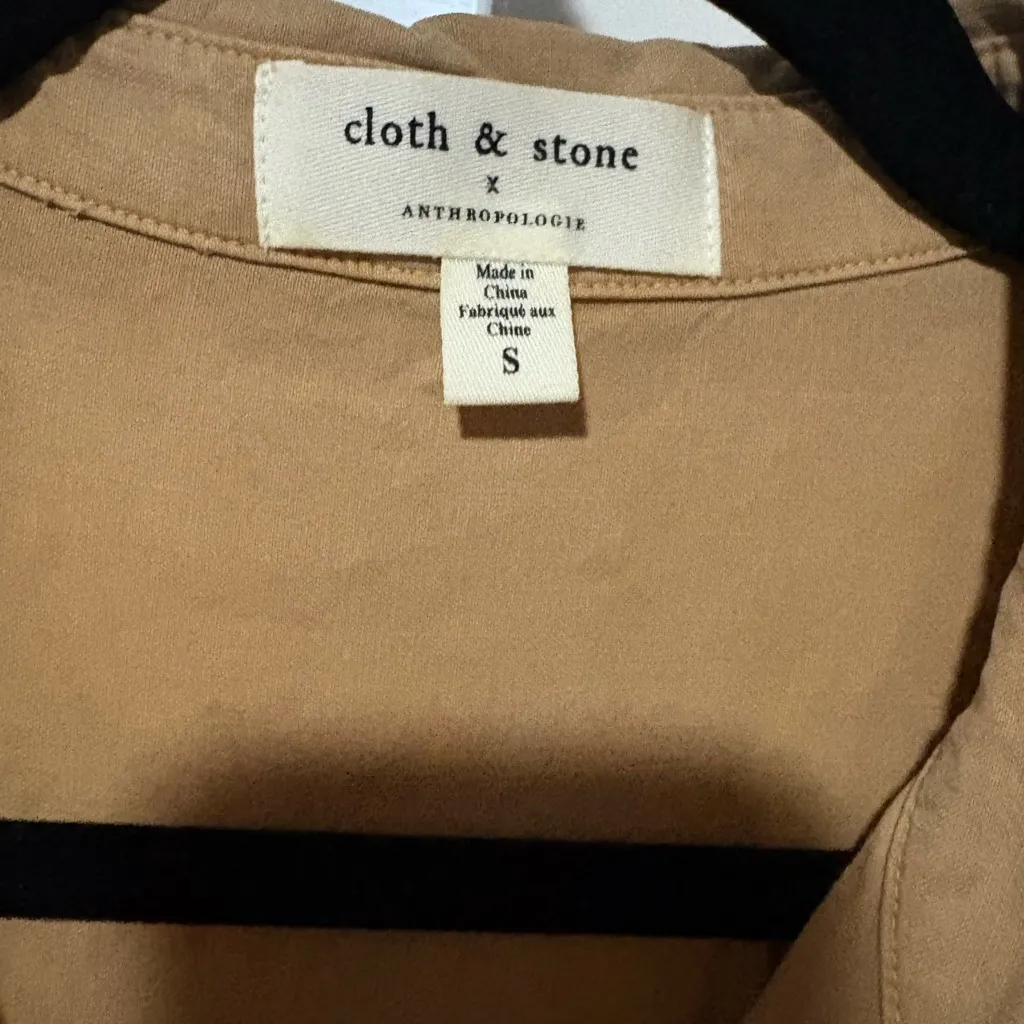 cloth & stone
x
ANTHROPOLOGIE
Made in
China
Fabriqué aux
Chine
S